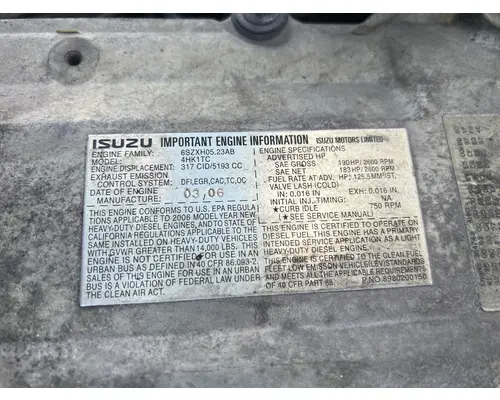 ISUZU IMPORTANT ENGINE INFORMATION ISUZU MOTORS LIMITED
ENGINE FAMILY: 6SZXH05.23AB
MODEL: 4HK1TC
ENGINE DISPLACEMENT: 317 CID/5193 CC
EXHAUST EMISSION
CONTROL SYSTEM: DFI,EGR,CAC,TC,OC
DATE OF ENGINE 03,06
MANUFACTURE:
THIS ENGINE CONFORMS TO U.S. EPA REGULA
TIONS APPLICABLE TO 2006 MODEL YEAR NEW
HEAVY-DUTY DIESEL ENGINES, AND STATE OF
CALIFORNIA REGULATIONS APPLICABLE TO
SAME INSTALLED ON HEAVY-DUTY VEHICLES
WITH GVWR GREATER THAN 14,000 LBS. THIS
ENGINE IS NOT CERTIFIED FOR USE IN AN
URBAN BUS AS DEFINED IN 40 CFR 86.093-2.
SALE OF THIS ENGINE FOR USE IN AN URBAN
BUS IS A VIOLATION OF FEDERAL LAW UNDER
THE CLEAN AIR ACT.
ENGINE SPECIFICATIONS
ADVERTISED HP
SAE GROSS 190HP/2600 RPM
SAE NET 183HP/2600 RPM
FUEL RATE AT ADV. HP: 125.5MM³/ST.
VALVE LASH (COLD)
IN: 0.016 IN EXH: 0.016 IN
INITIAL INJ. TIMING: NA
★CURB IDLE 750 RPM
(★SEE SERVICE MANUAL)
THIS ENGINE IS CERTIFIED TO OPERATE ON
DIESEL FUEL. THIS ENGINE HAS A PRIMARY
INTENDED SERVICE APPLICATION AS A LIGHT
HEAVY-DUTY DIESEL ENGINE.
THIS ENGINE IS CERTIFIED TO THE CLEAN FUEL
FLEET LOW EMISSION VEHICLE(LEV)STANDARDS
AND MEETS ALL THE APPLICABLE REQUIREMENTS
OF 40 CFR PART 88. P.NO.8980200150